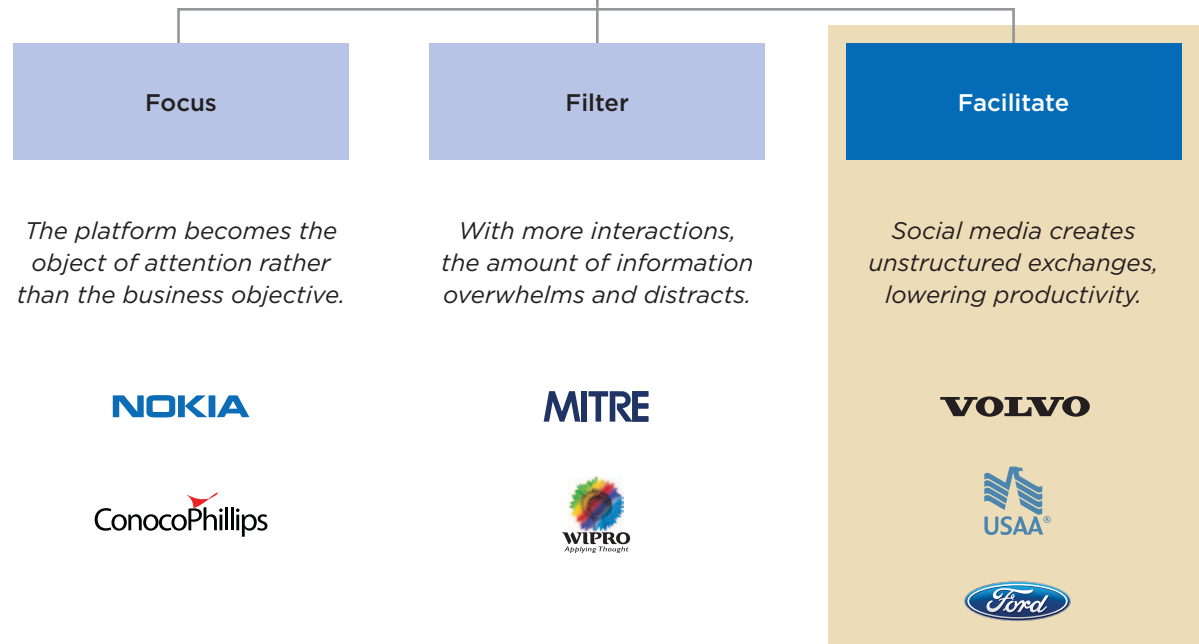 Focus
Filter
Facilitate
The platform becomes the
object of attention rather
than the business objective.
With more interactions,
the amount of information
overwhelms and distracts.
Social media creates
unstructured exchanges,
lowering productivity.
NOKIA
MITRE
VOLVO
ConocoPhillips
WIPRO
Applying Thought
USAA®
Ford